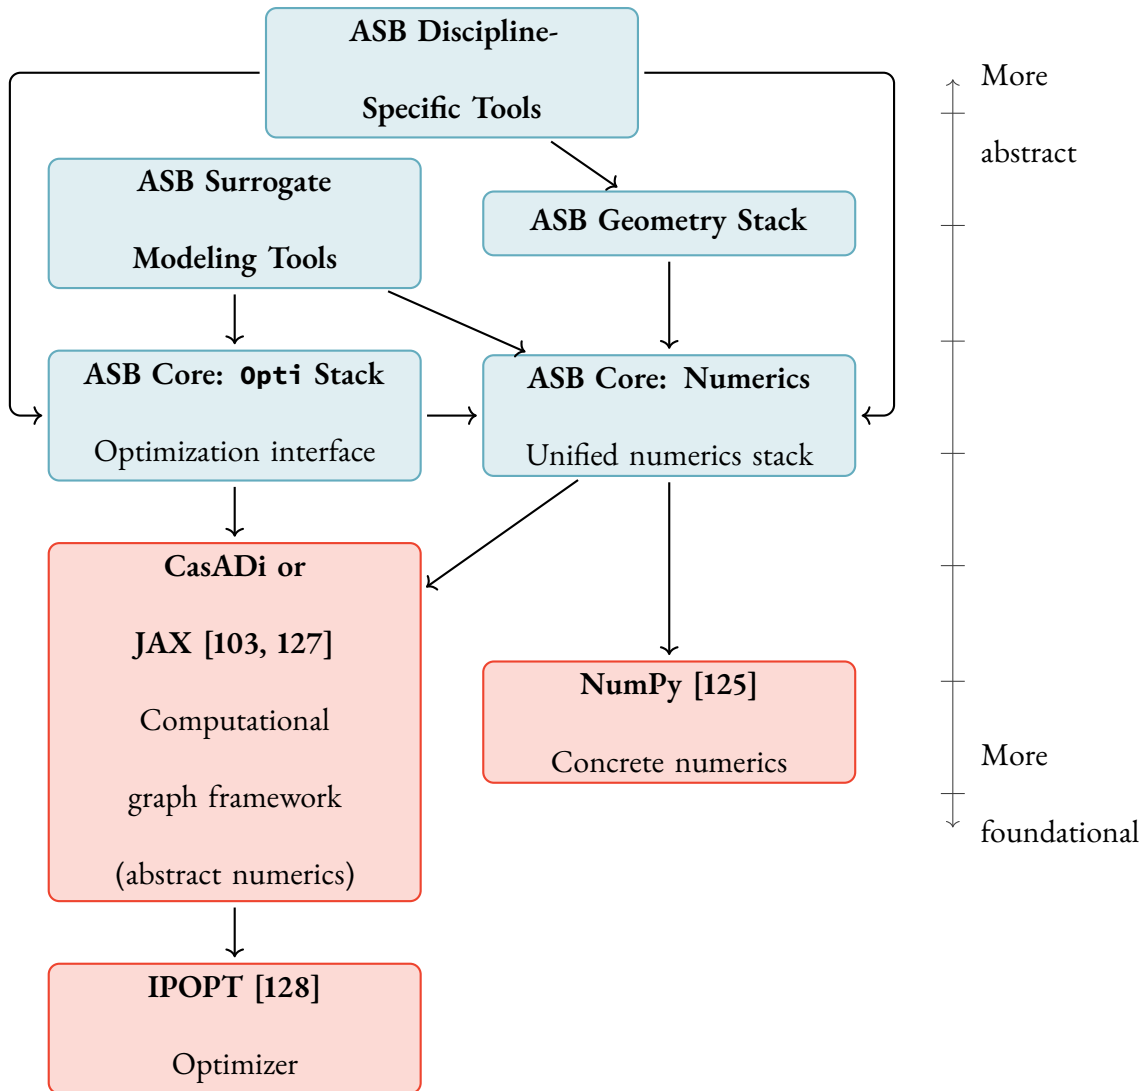 ASB Discipline-
Specific Tools
More
abstract
ASB Surrogate
Modeling Tools
ASB Geometry Stack
ASB Core: Opti Stack
Optimization interface
ASB Core: Numerics
Unified numerics stack
CasADi or
JAX [103, 127]
Computational
graph framework
(abstract numerics)
NumPy [125]
Concrete numerics
More
foundational
IPOPT [128]
Optimizer